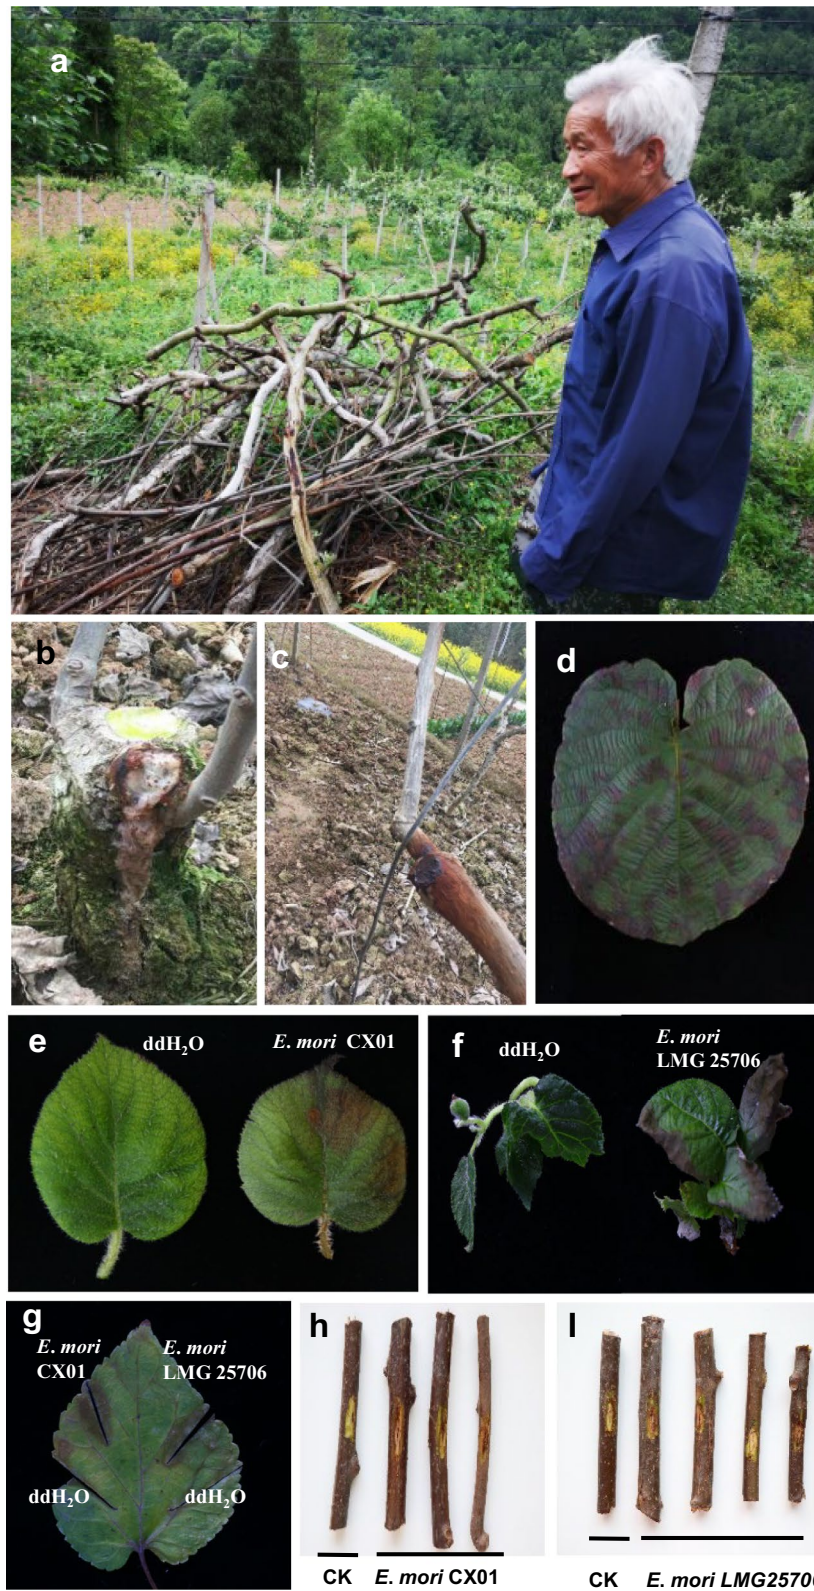 a
b
c
d
e
ddH₂O
E. mori CX01
f
ddH₂O
E. mori
LMG 25706
g
E. mori
CX01
E. mori
LMG 25706
ddH₂O
ddH₂O
h
I
CK
E. mori CX01
CK
E. mori LMG2570